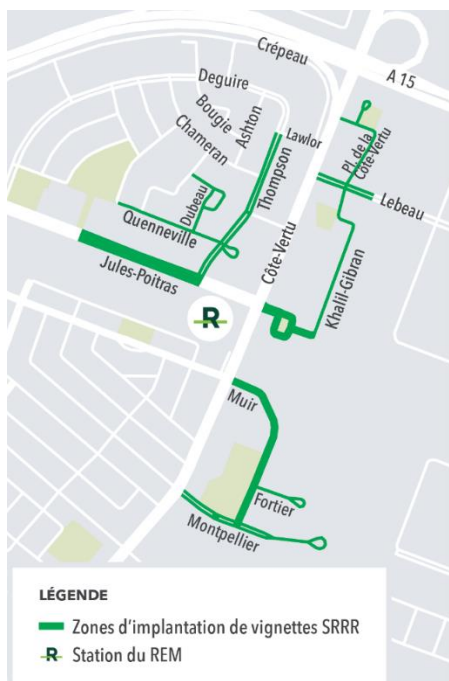 Crépeau
A 15
Deguire
Bougie
Ashton
Chameran
Lawlor
Thompson
Pl. de la
Côte-Vertu
Lebeau
Dubeau
Quenneville
Côte-Vertu
Khalil-Gibran
Jules-Poitras
R
Muir
Fortier
Montpellier
LÉGENDE
Zones d'implantation de vignettes SRRR
R Station du REM